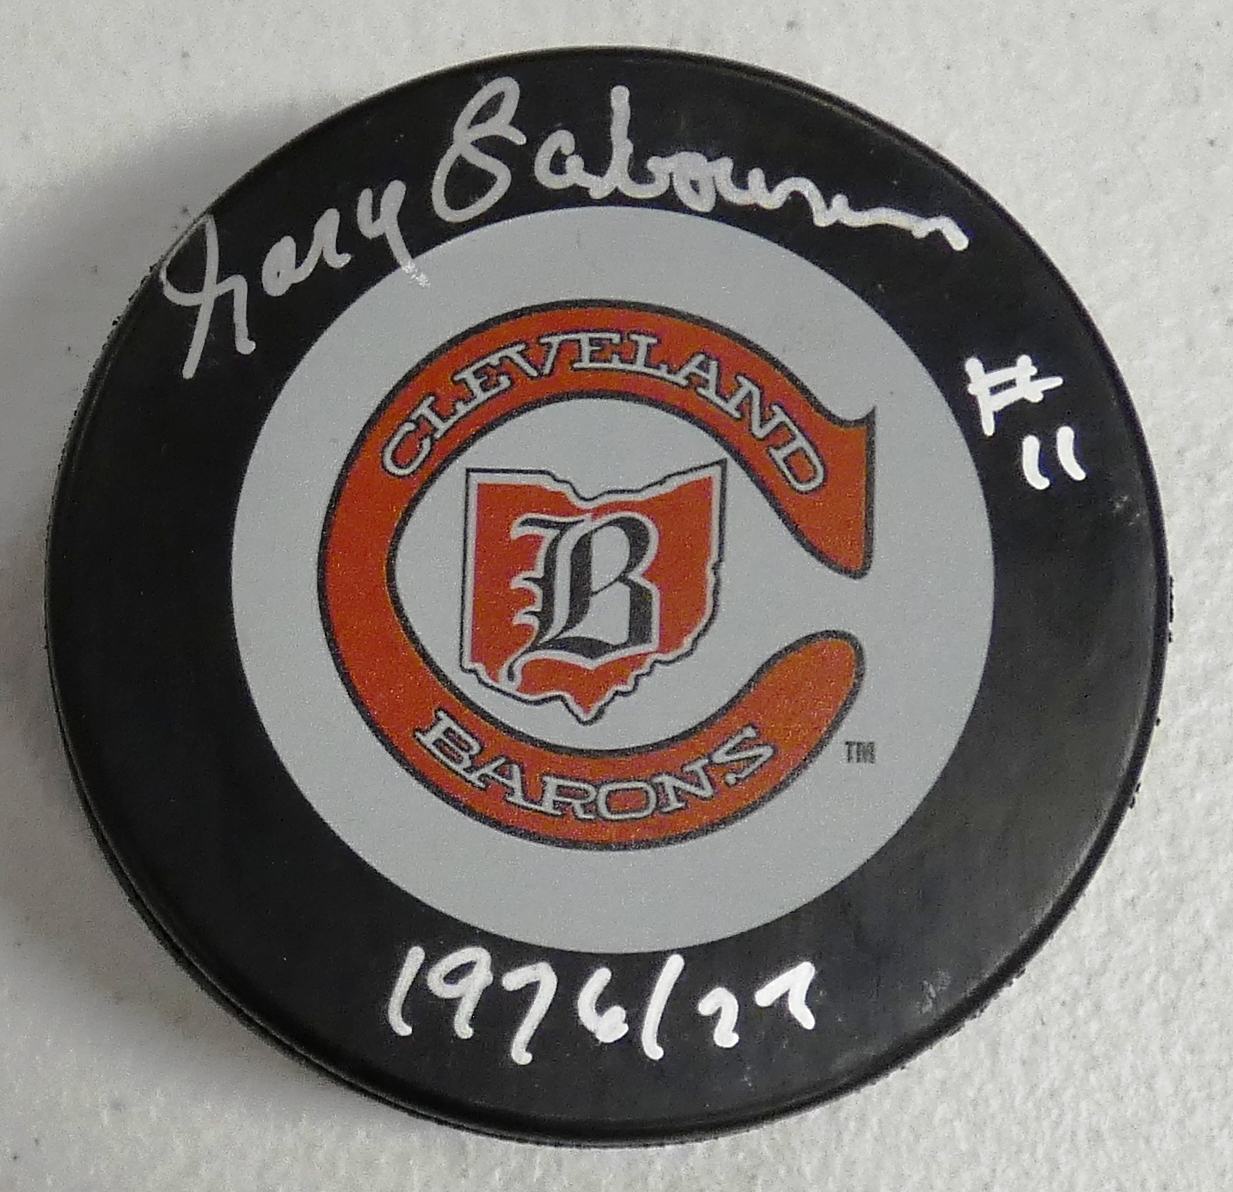 Gary Sabourin
#
11
CLEVELAND
B
BARONS
TM
1976/77